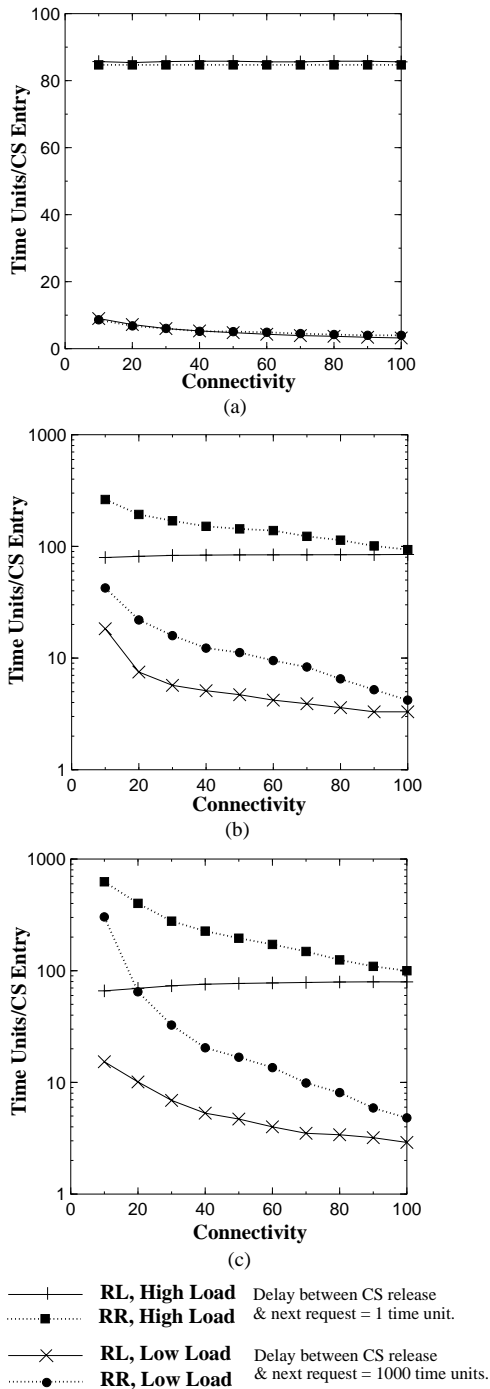 100
80
60
40
20
0
Time Units/CS Entry
0 20 40 60 80 100
Connectivity
(a)
1000
100
10
1
Time Units/CS Entry
0 20 40 60 80 100
Connectivity
(b)
1000
100
10
1
Time Units/CS Entry
0 20 40 60 80 100
Connectivity
(c)
RL, High Load Delay between CS release
RR, High Load & next request = 1 time unit.
RL, Low Load Delay between CS release
RR, Low Load & next request = 1000 time units.